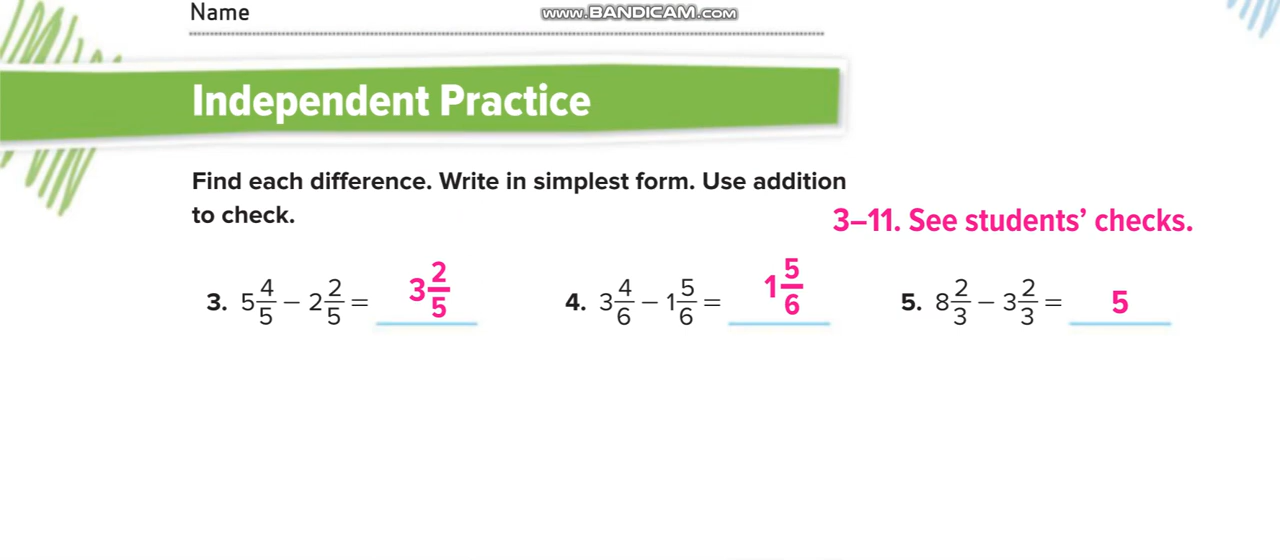 Name
www.BANDICAM.com
Independent Practice
Find each difference. Write in simplest form. Use addition
to check.
3–11. See students’ checks.
3. 5 4/5 − 2 2/5 = 3 2/5
4. 3 4/6 − 1 5/6 = 1 5/6
5. 8 2/3 − 3 2/3 = 5